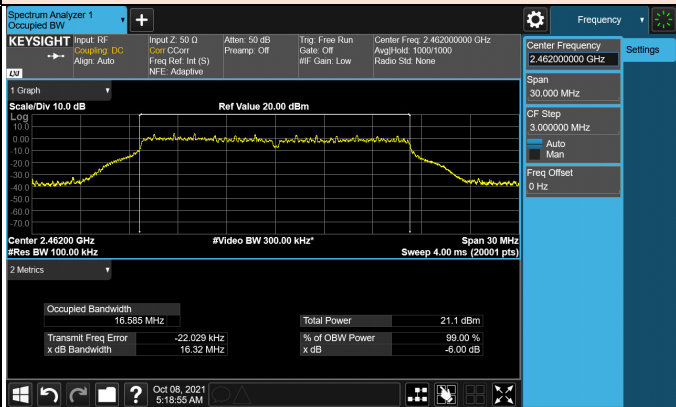 Spectrum Analyzer 1
Occupied BW
Frequency
KEYSIGHT
Input: RF
Coupling: DC
Align: Auto
Input Z: 50 Ω
Corr CCorr
Freq Ref: Int (S)
NFE: Adaptive
Atten: 50 dB
Preamp: Off
Trig: Free Run
Gate: Off
#IF Gain: Low
Center Freq: 2.462000000 GHz
Avg|Hold: 1000/1000
Radio Std: None
LXI
Center Frequency
2.462000000 GHz
Settings
Span
30.000 MHz
CF Step
3.000000 MHz
Auto
Man
Freq Offset
0 Hz
1 Graph
Scale/Div 10.0 dB
Ref Value 20.00 dBm
Log
10.0
0.00
-10.0
-20.0
-30.0
-40.0
-50.0
-60.0
-70.0
Center 2.46200 GHz
#Video BW 300.00 kHz*
Span 30 MHz
#Res BW 100.00 kHz
Sweep 4.00 ms (20001 pts)
2 Metrics
Occupied Bandwidth
16.585 MHz
Total Power 21.1 dBm
Transmit Freq Error -22.029 kHz
% of OBW Power 99.00 %
x dB Bandwidth 16.32 MHz
x dB -6.00 dB
?
Oct 08, 2021
5:18:55 AM